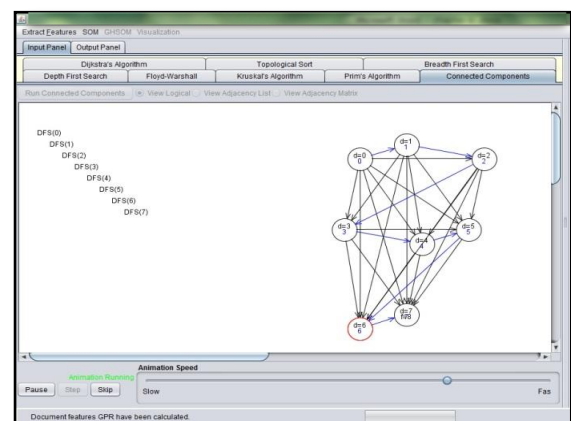 Extract Features SOM GHSOM Visualization
Input Panel Output Panel
Dijkstra's Algorithm Topological Sort Breadth First Search
Depth First Search Floyd-Warshall Kruskal's Algorithm Prim's Algorithm Connected Components
Run Connected Components View Logical View Adjacency List View Adjacency Matrix
DFS(0)
DFS(1)
DFS(2)
DFS(3)
DFS(4)
DFS(5)
DFS(6)
DFS(7)
d=1
1
d=0
0
d=2
2
d=3
3
d=4
4
d=5
5
d=7
d=6
6
Animation Speed
Animation Running
Pause Step Skip Slow Fas
Document features GPR have been calculated.